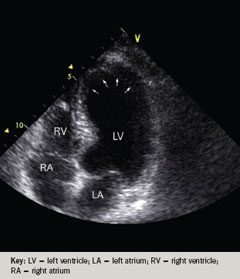 V
5
10
RV
LV
RA
LA
Key: LV = left ventricle; LA = left atrium; RV = right ventricle;
RA = right atrium